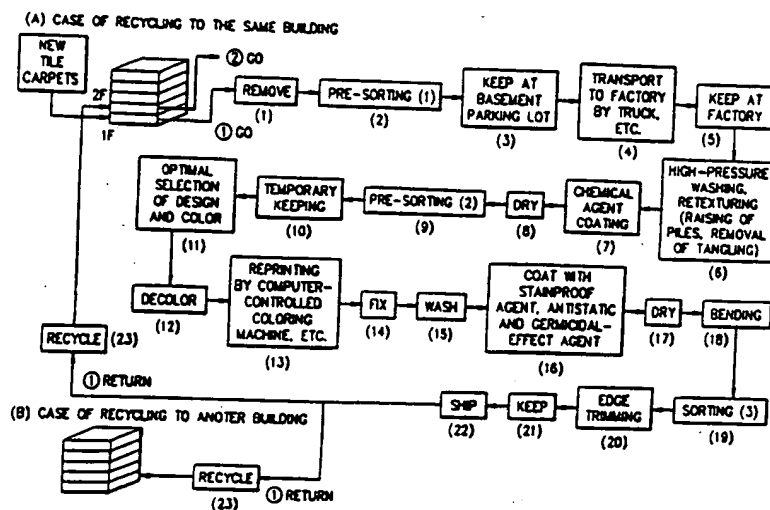 (A) CASE OF RECYCLING TO THE SAME BUILDING
NEW
TILE
CARPETS
2F
1F
② GO
① GO
REMOVE
(1)
PRE-SORTING (1)
(2)
KEEP AT
BASEMENT
PARKING LOT
(3)
TRANSPORT
TO FACTORY
BY TRUCK,
ETC.
(4)
KEEP AT
FACTORY
(5)
HIGH-PRESSURE
WASHING,
RETEXTURING
(RAISING OF
PILES, REMOVAL
OF TANGLING)
(6)
CHEMICAL
AGENT
COATING
(7)
DRY
(8)
PRE-SORTING (2)
(9)
TEMPORARY
KEEPING
(10)
OPTIMAL
SELECTION
OF DESIGN
AND COLOR
(11)
DECOLOR
(12)
REPRINTING
BY COMPUTER-
CONTROLLED
COLORING
MACHINE, ETC.
(13)
FIX
(14)
WASH
(15)
COAT WITH
STAINPROOF
AGENT, ANTISTATIC
AND GERMICIDAL-
EFFECT AGENT
(16)
DRY
(17)
BENDING
(18)
SORTING (3)
(19)
EDGE
TRIMMING
(20)
KEEP
(21)
SHIP
(22)
RECYCLE
(23)
① RETURN
(B) CASE OF RECYCLING TO ANOTER BUILDING
RECYCLE
(23)
① RETURN